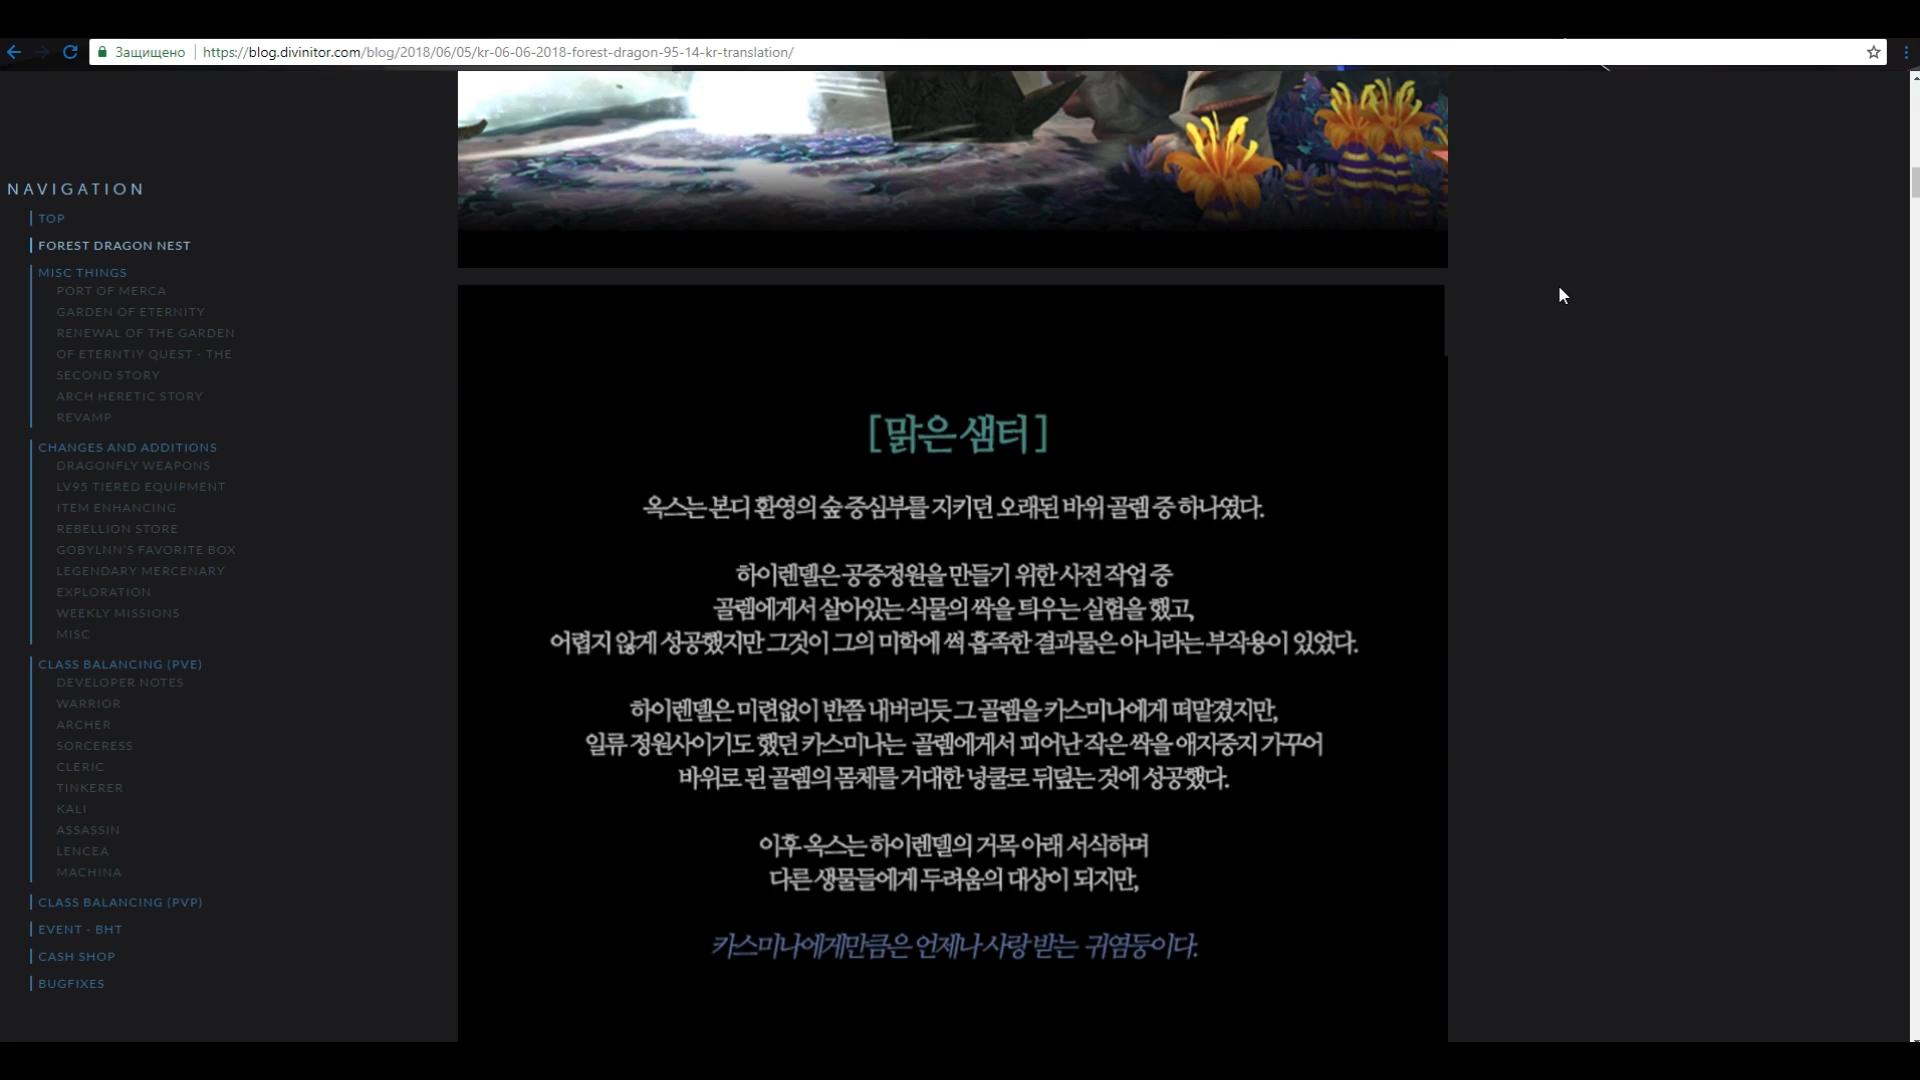 Защищено
https://blog.divinitor.com/blog/2018/06/05/kr-06-06-2018-forest-dragon-95-14-kr-translation/
NAVIGATION
TOP
FOREST DRAGON NEST
MISC THINGS
PORT OF MERCA
GARDEN OF ETERNITY
RENEWAL OF THE GARDEN
OF ETERNTIY QUEST - THE
SECOND STORY
ARCH HERETIC STORY
REVAMP
CHANGES AND ADDITIONS
DRAGONFLY WEAPONS
LV95 TIERED EQUIPMENT
ITEM ENHANCING
REBELLION STORE
GOBYLNN'S FAVORITE BOX
LEGENDARY MERCENARY
EXPLORATION
WEEKLY MISSIONS
MISC
CLASS BALANCING (PVE)
DEVELOPER NOTES
WARRIOR
ARCHER
SORCERESS
CLERIC
TINKERER
KALI
ASSASSIN
LENCEA
MACHINA
CLASS BALANCING (PVP)
EVENT - BHT
CASH SHOP
BUGFIXES
[맑은 샘터]
옥스는 본디 환영의 숲 중심부를 지키던 오래된 바위 골렘 중 하나였다.
하이렌델은 공중정원을 만들기 위한 사전 작업 중
골렘에게서 살아있는 식물의 싹을 틔우는 실험을 했고,
어렵지 않게 성공했지만 그것이 그의 미학에 썩 흡족한 결과물은 아니라는 부작용이 있었다.
하이렌델은 미련없이 반쯤 내버리듯 그 골렘을 카스미나에게 떠맡겼지만,
일류 정원사이기도 했던 카스미나는 골렘에게서 피어난 작은 싹을 애지중지 가꾸어
바위로 된 골렘의 몸체를 거대한 넝쿨로 뒤덮는 것에 성공했다.
이후 옥스는 하이렌델의 거목 아래 서식하며
다른 생물들에게 두려움의 대상이 되지만,
카스미나에게만큼은 언제나 사랑 받는 귀염둥이다.